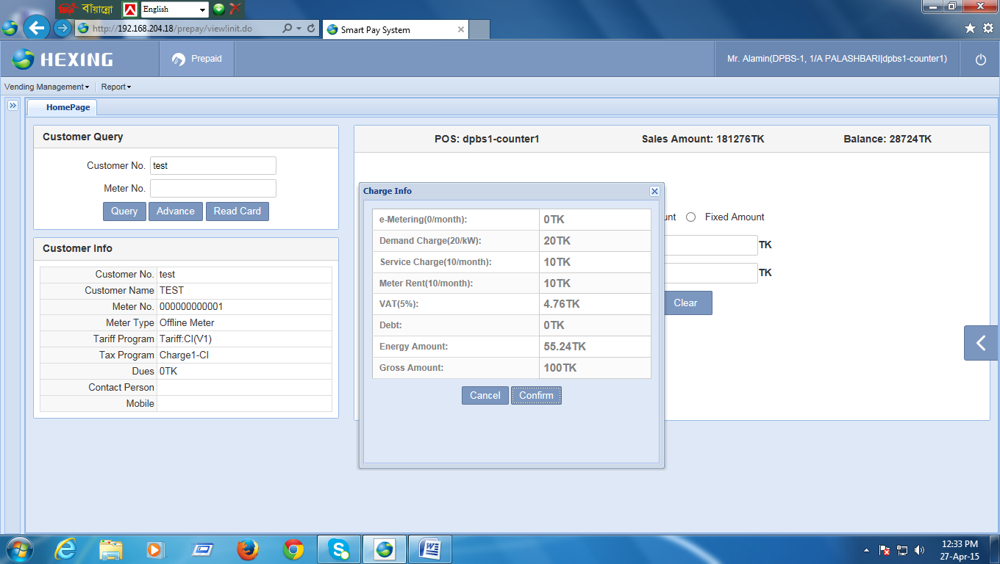 বায়ান্নো English
http://192.168.204.18/prepay/view!init.do Smart Pay System
HEXING Prepaid Mr. Alamin(DPBS-1, 1/A PALASHBARI|dpbs1-counter1)
Vending Management Report
HomePage
Customer Query
Customer No. test
Meter No.
Query Advance Read Card
Customer Info
Customer No. test
Customer Name TEST
Meter No. 000000000001
Meter Type Offline Meter
Tariff Program Tariff:CI(V1)
Tax Program Charge1-CI
Dues 0TK
Contact Person
Mobile
POS: dpbs1-counter1 Sales Amount: 181276TK Balance: 28724TK
unt Fixed Amount
TK
TK
Clear
Charge Info
e-Metering(0/month): 0TK
Demand Charge(20/kW): 20TK
Service Charge(10/month): 10TK
Meter Rent(10/month): 10TK
VAT(5%): 4.76TK
Debt: 0TK
Energy Amount: 55.24TK
Gross Amount: 100TK
Cancel Confirm
12:33 PM
27-Apr-15